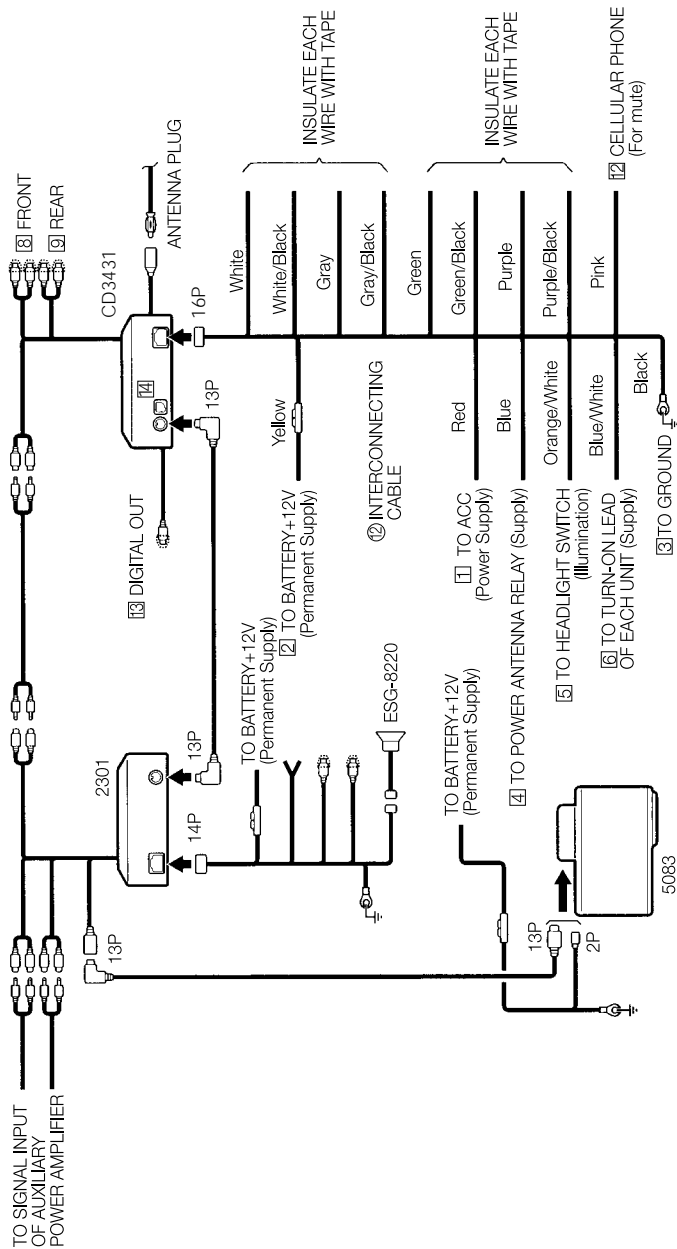 TO SIGNAL INPUT
OF AUXILIARY
POWER AMPLIFIER
8 FRONT
9 REAR
CD3431
ANTENNA PLUG
14
16P
13P
13 DIGITAL OUT
2301
13P
14P
13P
TO BATTERY+12V
(Permanent Supply)
ESG-8220
Yellow
2 TO BATTERY+12V
(Permanent Supply)
⑫ INTERCONNECTING
CABLE
White
White/Black
Gray
Gray/Black
INSULATE EACH
WIRE WITH TAPE
Green
Green/Black
Purple
Purple/Black
INSULATE EACH
WIRE WITH TAPE
Pink
12 CELLULAR PHONE
(For mute)
Red
1 TO ACC
(Power Supply)
Blue
4 TO POWER ANTENNA RELAY (Supply)
Orange/White
5 TO HEADLIGHT SWITCH
(Illumination)
Blue/White
6 TO TURN-ON LEAD
OF EACH UNIT (Supply)
Black
3 TO GROUND
TO BATTERY+12V
(Permanent Supply)
13P
2P
5083